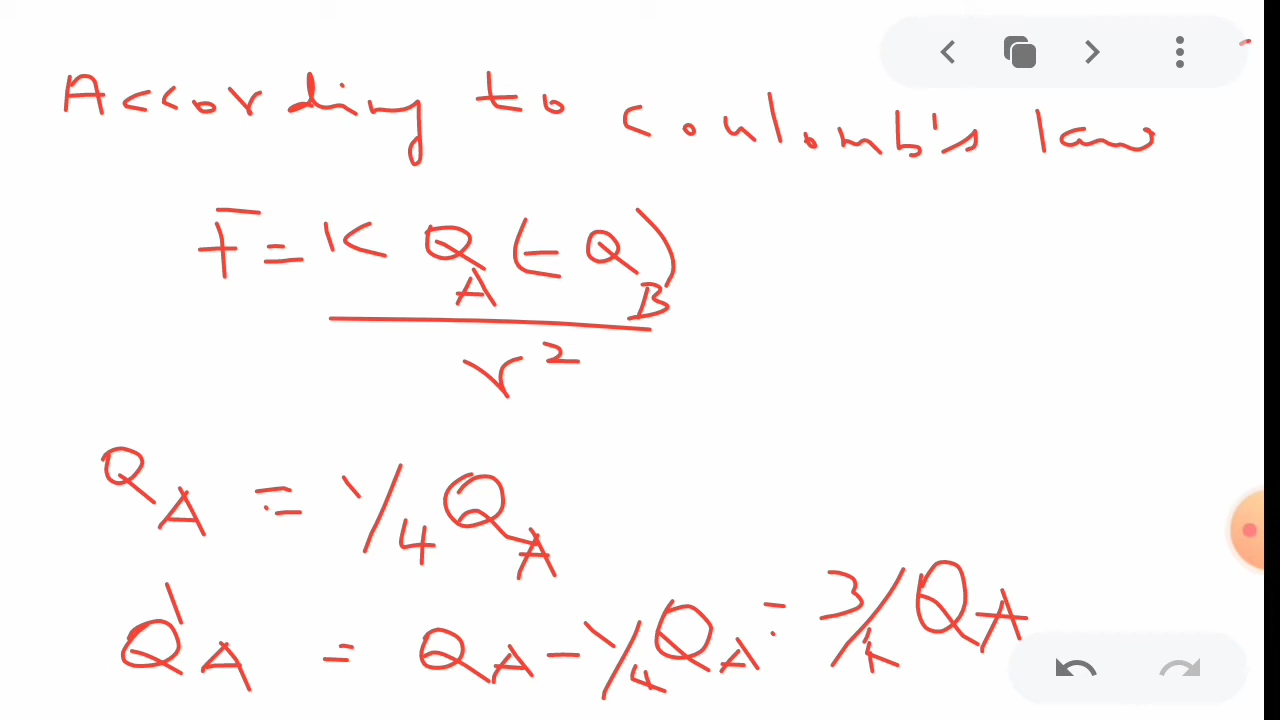 According to coulomb's law
F = K Q_A (- Q_B)
r²
Q_A = 1/4 Q_A
Q'_A = Q_A - 1/4 Q_A = 3/4 Q_A